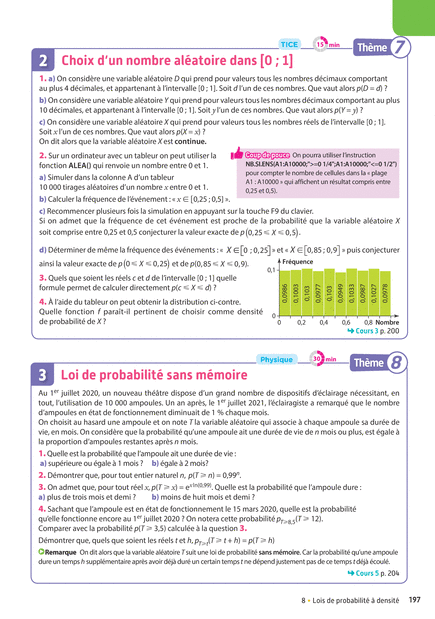 TICE 15 min Thème 7
2 Choix d'un nombre aléatoire dans [0 ; 1]
1. a) On considère une variable aléatoire D qui prend pour valeurs tous les nombres décimaux comportant
au plus 4 décimales, et appartenant à l'intervalle [0 ; 1]. Soit d l'un de ces nombres. Que vaut alors p(D = d) ?
b) On considère une variable aléatoire Y qui prend pour valeurs tous les nombres décimaux comportant au plus
10 décimales, et appartenant à l'intervalle [0 ; 1]. Soit y l'un de ces nombres. Que vaut alors p(Y = y) ?
c) On considère une variable aléatoire X qui prend pour valeurs tous les nombres réels de l'intervalle [0 ; 1].
Soit x l'un de ces nombres. Que vaut alors p(X = x) ?
On dit alors que la variable aléatoire X est continue.
2. Sur un ordinateur avec un tableur on peut utiliser la
fonction ALEA() qui renvoie un nombre entre 0 et 1.
a) Simuler dans la colonne A d'un tableur
10 000 tirages aléatoires d'un nombre x entre 0 et 1.
b) Calculer la fréquence de l'événement : « x ∈ [0,25 ; 0,5] ».
Coup de pouce On pourra utiliser l'instruction
NB.SI.ENS(A1:A10000;">=0 1/4";A1:A10000;"<=0 1/2")
pour compter le nombre de cellules dans la « plage
A1 : A10000 » qui affichent un résultat compris entre
0,25 et 0,5).
c) Recommencer plusieurs fois la simulation en appuyant sur la touche F9 du clavier.
Si on admet que la fréquence de cet événement est proche de la probabilité que la variable aléatoire X
soit comprise entre 0,25 et 0,5 conjecturer la valeur exacte de p(0,25 ⩽ X ⩽ 0,5).
d) Déterminer de même la fréquence des événements : « X ∈ [0 ; 0,25] » et « X ∈ [0,85 ; 0,9] » puis conjecturer
ainsi la valeur exacte de p(0 ⩽ X ⩽ 0,25) et de p(0,85 ⩽ X ⩽ 0,9).
3. Quels que soient les réels c et d de l'intervalle [0 ; 1] quelle
formule permet de calculer directement p(c ⩽ X ⩽ d) ?
4. À l'aide du tableur on peut obtenir la distribution ci-contre.
Quelle fonction f paraît-il pertinent de choisir comme densité
de probabilité de X ?
Fréquence
0,1
0,0986 0,1003 0,103 0,0977 0,103 0,0949 0,1033 0,0987 0,1027 0,0978
0
0 0,2 0,4 0,6 0,8 Nombre
Cours 3 p. 200
Physique 30 min Thème 8
3 Loi de probabilité sans mémoire
Au 1er juillet 2020, un nouveau théâtre dispose d'un grand nombre de dispositifs d'éclairage nécessitant, en
tout, l'utilisation de 10 000 ampoules. Un an après, le 1er juillet 2021, l'éclairagiste a remarqué que le nombre
d'ampoules en état de fonctionnement diminuait de 1 % chaque mois.
On choisit au hasard une ampoule et on note T la variable aléatoire qui associe à chaque ampoule sa durée de
vie, en mois. On considère que la probabilité qu'une ampoule ait une durée de vie de n mois ou plus, est égale à
la proportion d'ampoules restantes après n mois.
1. Quelle est la probabilité que l'ampoule ait une durée de vie :
a) supérieure ou égale à 1 mois ? b) égale à 2 mois?
2. Démontrer que, pour tout entier naturel n, p(T ⩾ n) = 0,99ⁿ.
3. On admet que, pour tout réel x, p(T ⩾ x) = e^{x ln(0,99)}. Quelle est la probabilité que l'ampoule dure :
a) plus de trois mois et demi ? b) moins de huit mois et demi ?
4. Sachant que l'ampoule est en état de fonctionnement le 15 mars 2020, quelle est la probabilité
qu'elle fonctionne encore au 1er juillet 2020 ? On notera cette probabilité p_{T⩾8,5}(T ⩾ 12).
Comparer avec la probabilité p(T ⩾ 3,5) calculée à la question 3.
Démontrer que, quels que soient les réels t et h, p_{T⩾t}(T ⩾ t + h) = p(T ⩾ h)
Remarque On dit alors que la variable aléatoire T suit une loi de probabilité sans mémoire. Car la probabilité qu'une ampoule
dure un temps h supplémentaire après avoir déjà duré un certain temps t ne dépend justement pas de ce temps t déjà écoulé.
Cours 5 p. 204
8 • Lois de probabilité à densité 197